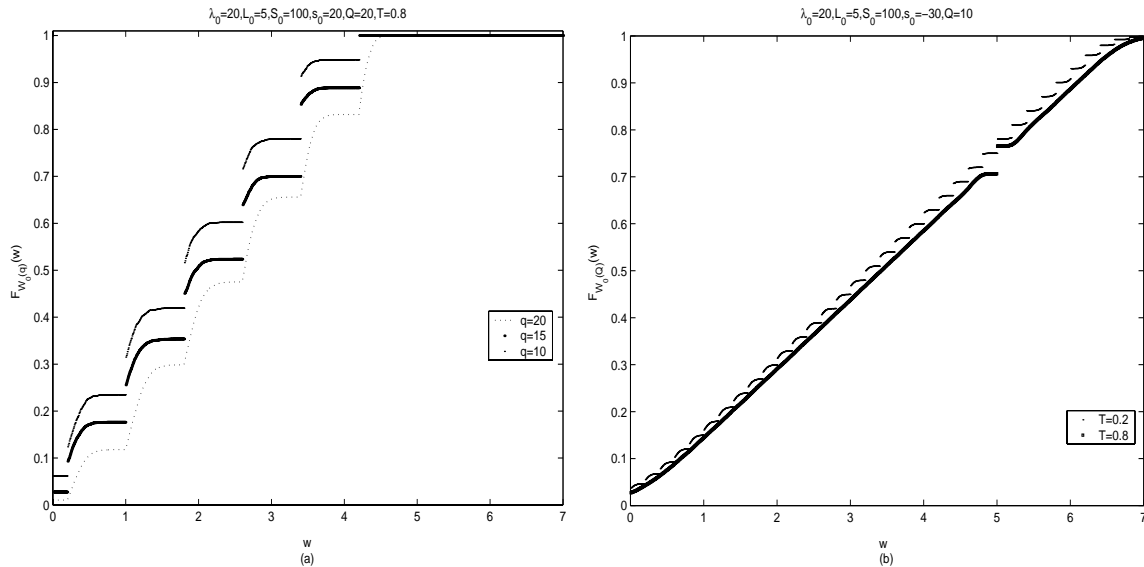 λ0=20,L0=5,S0=100,s0=20,Q=20,T=0.8
1
0.9
0.8
0.7
0.6
0.5
0.4
0.3
0.2
0.1
0
F W0(q) (w)
q=20
q=15
q=10
0 1 2 3 4 5 6 7
w
(a)
λ0=20,L0=5,S0=100,s0=−30,Q=10
1
0.9
0.8
0.7
0.6
0.5
0.4
0.3
0.2
0.1
0
F W0(Q) (w)
T=0.2
T=0.8
0 1 2 3 4 5 6 7
w
(b)